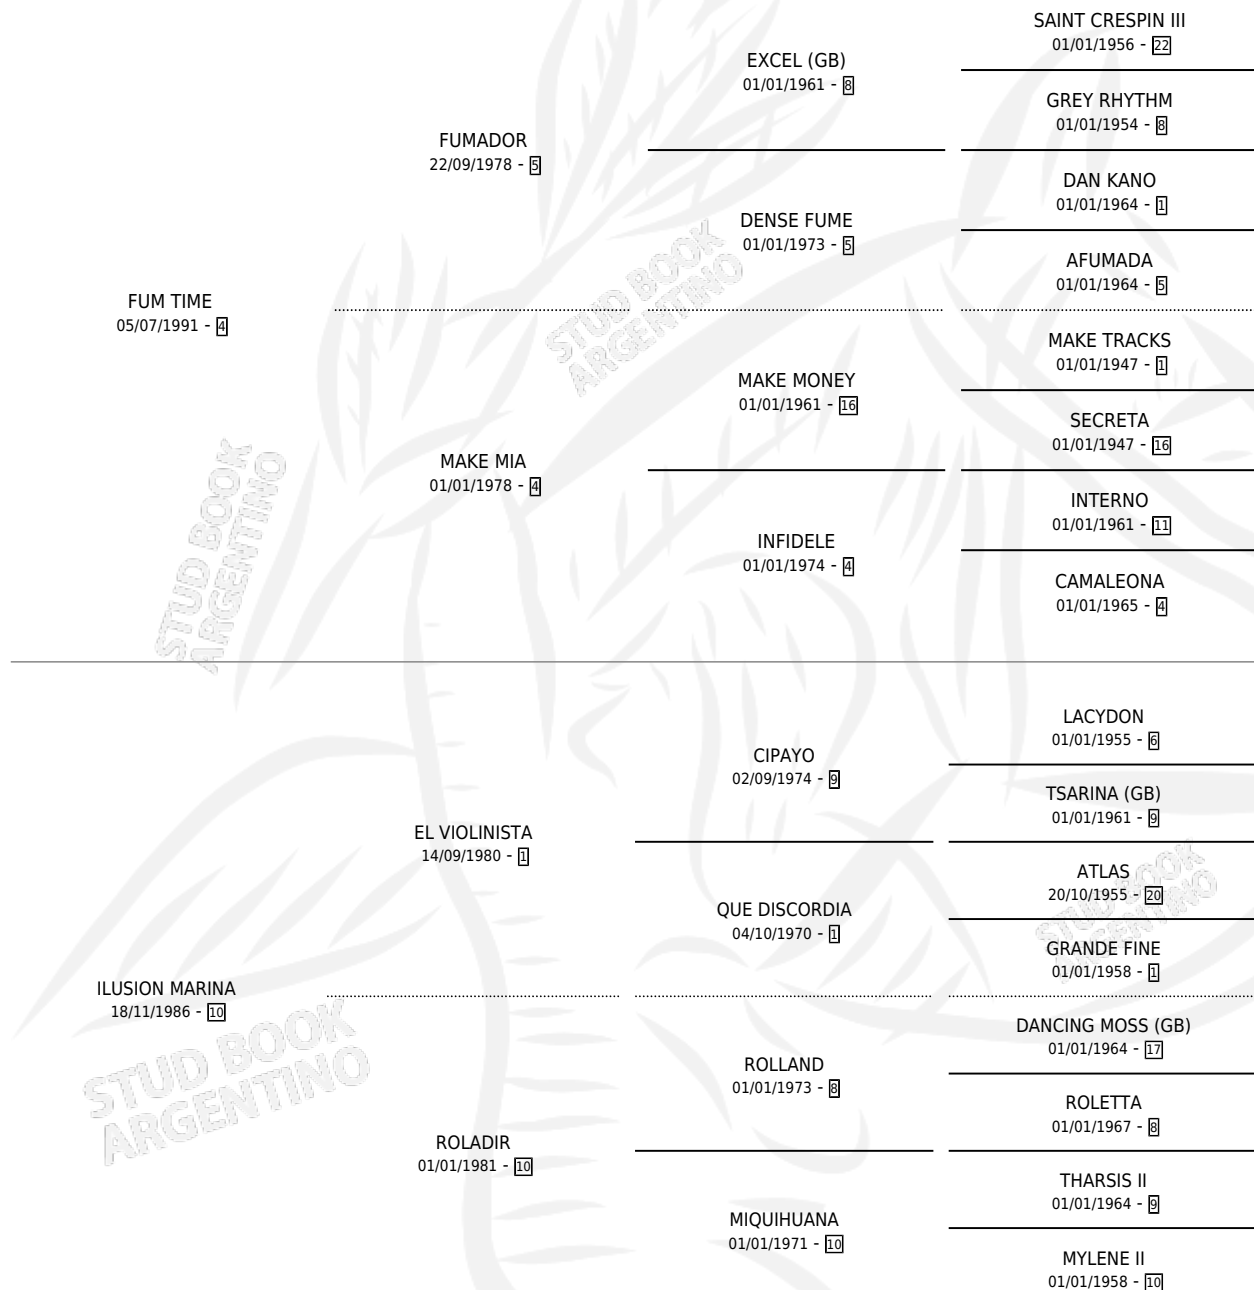 SAINT CRESPIN III
01/01/1956 - 22
EXCEL (GB)
01/01/1961 - 8
GREY RHYTHM
01/01/1954 - 8
FUMADOR
22/09/1978 - 5
DAN KANO
01/01/1964 - 1
DENSE FUME
01/01/1973 - 5
AFUMADA
01/01/1964 - 5
FUM TIME
05/07/1991 - 4
MAKE TRACKS
01/01/1947 - 1
MAKE MONEY
01/01/1961 - 16
SECRETA
01/01/1947 - 16
MAKE MIA
01/01/1978 - 4
INTERNO
01/01/1961 - 11
INFIDELE
01/01/1974 - 4
CAMALEONA
01/01/1965 - 4
LACYDON
01/01/1955 - 6
CIPAYO
02/09/1974 - 9
TSARINA (GB)
01/01/1961 - 9
EL VIOLINISTA
14/09/1980 - 1
ATLAS
20/10/1955 - 20
QUE DISCORDIA
04/10/1970 - 1
GRANDE FINE
01/01/1958 - 1
ILUSION MARINA
18/11/1986 - 10
DANCING MOSS (GB)
01/01/1964 - 17
ROLLAND
01/01/1973 - 8
ROLETTA
01/01/1967 - 8
ROLADIR
01/01/1981 - 10
THARSIS II
01/01/1964 - 9
MIQUIHUANA
01/01/1971 - 10
MYLENE II
01/01/1958 - 10
STUD BOOK
ARGENTINO
STUD BOOK
ARGENTINO
STUD BOOK
ARGENTINO
STUD BOOK
ARGENTINO